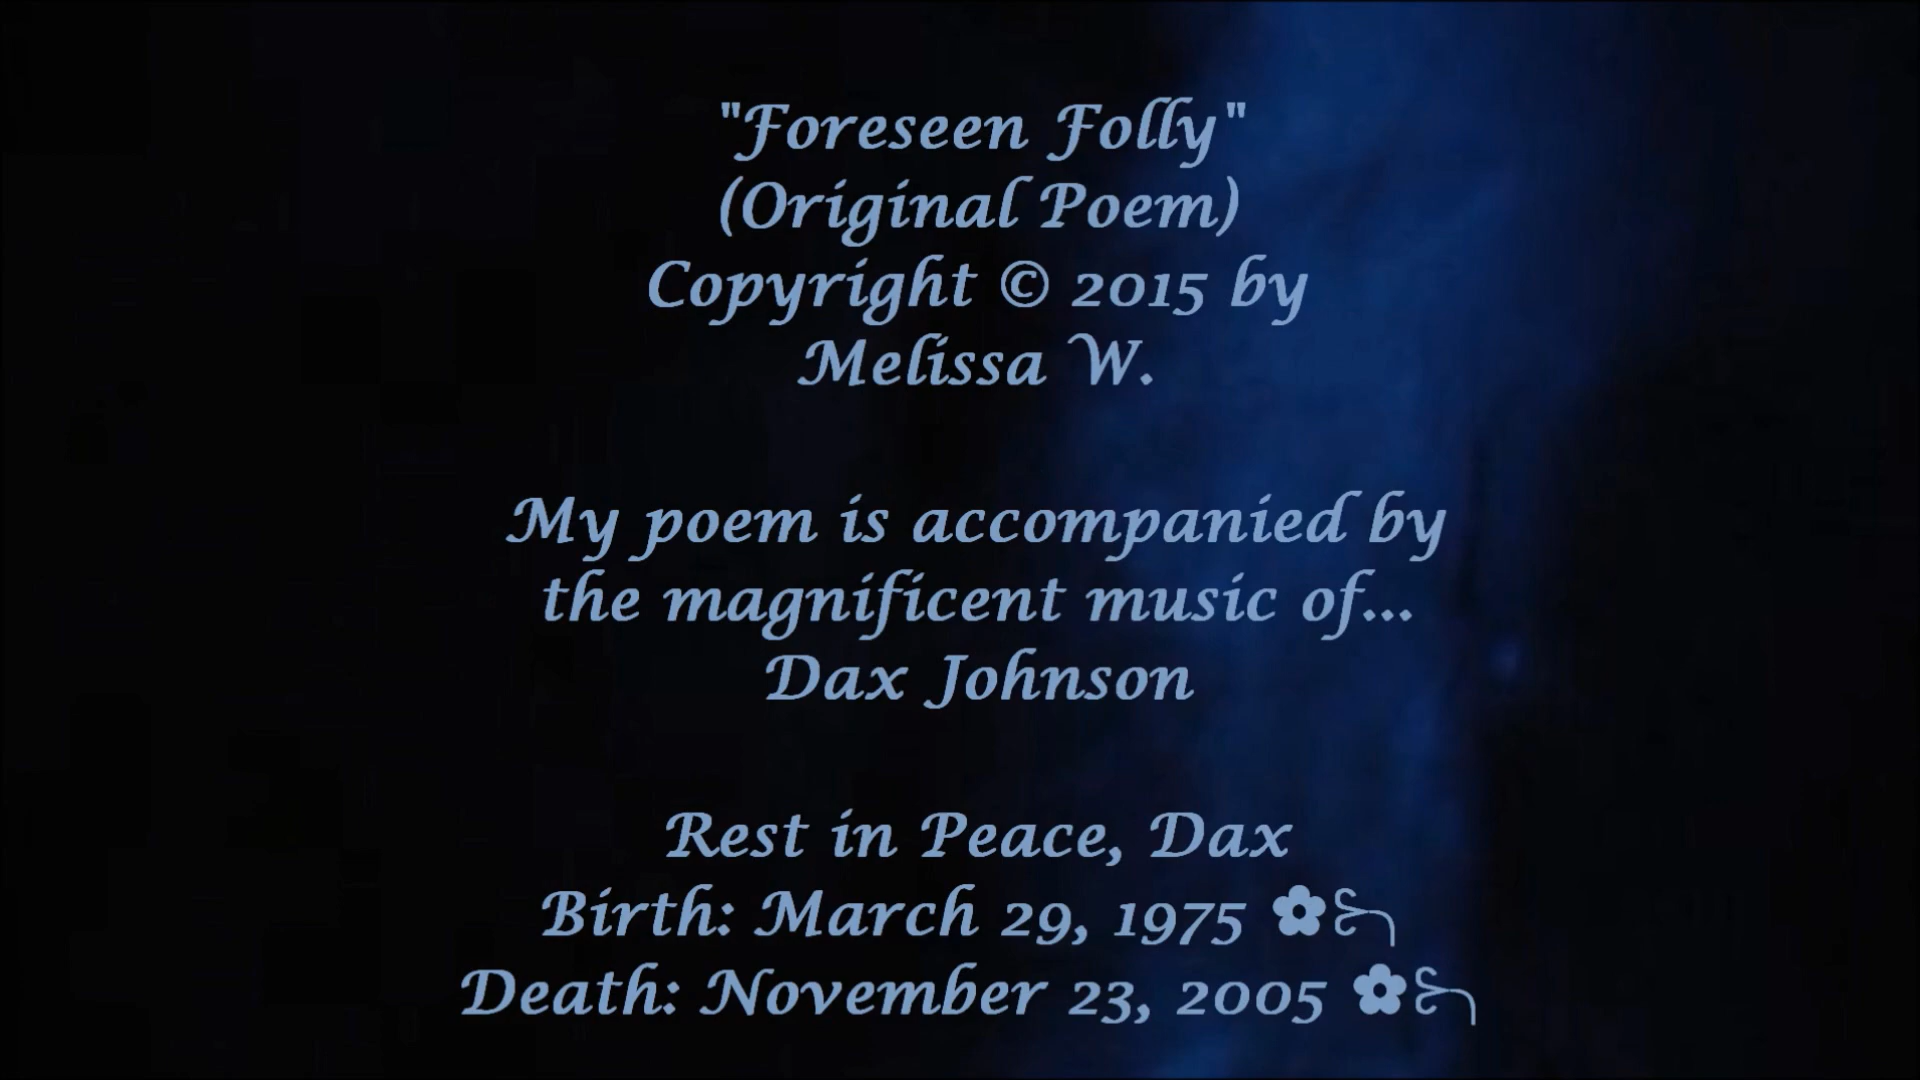 "Foreseen Folly"
(Original Poem)
Copyright © 2015 by
Melissa W.
My poem is accompanied by
the magnificent music of...
Dax Johnson
Rest in Peace, Dax
Birth: March 29, 1975 ✿
Death: November 23, 2005 ✿